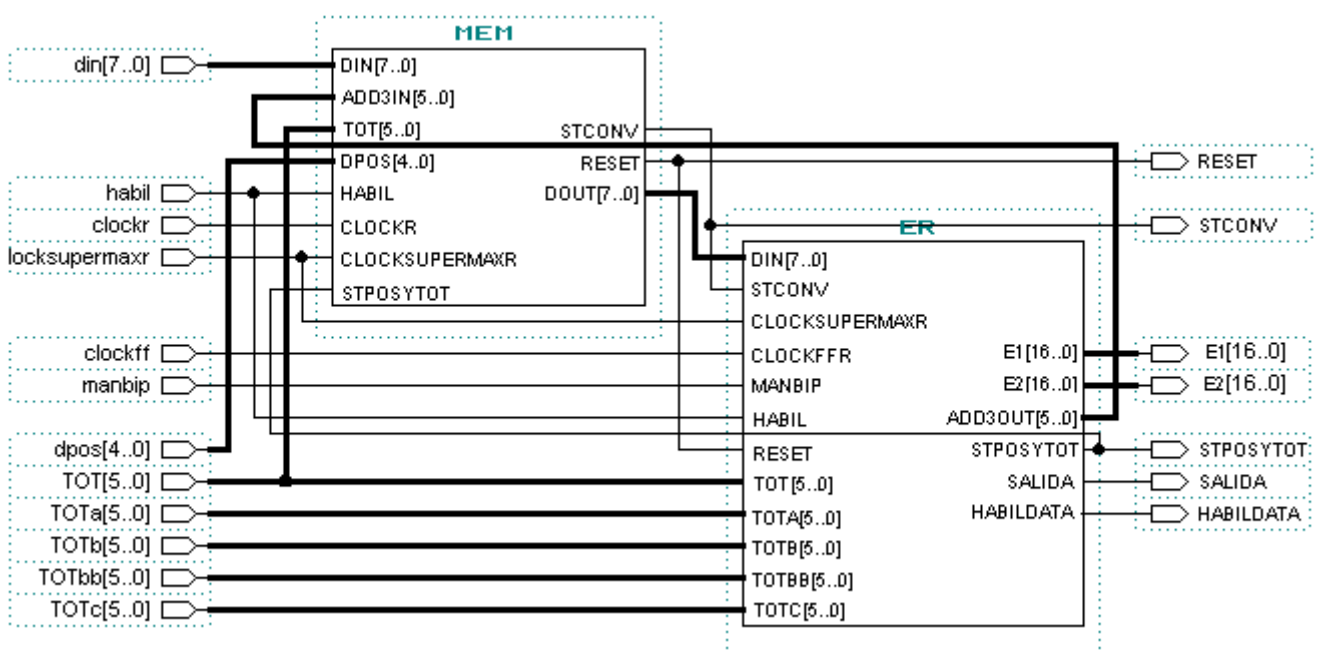 MEM
din[7..0]
DIN[7..0]
ADD3IN[5..0]
TOT[5..0]
STCONV
DPOS[4..0]
RESET
RESET
habil
HABIL
DOUT[7..0]
clockr
CLOCKR
ER
STCONV
locksupermaxr
CLOCKSUPERMAXR
DIN[7..0]
STPOSYTOT
STCONV
CLOCKSUPERMAXR
clockff
CLOCKFFR
E1[16..0]
E1[16..0]
manbip
MANBIP
E2[16..0]
E2[16..0]
HABIL
ADD3OUT[5..0]
dpos[4..0]
RESET
STPOSYTOT
STPOSYTOT
TOT[5..0]
TOT[5..0]
SALIDA
SALIDA
TOTa[5..0]
TOTA[5..0]
HABILDATA
HABILDATA
TOTb[5..0]
TOTB[5..0]
TOTbb[5..0]
TOTBB[5..0]
TOTc[5..0]
TOTC[5..0]